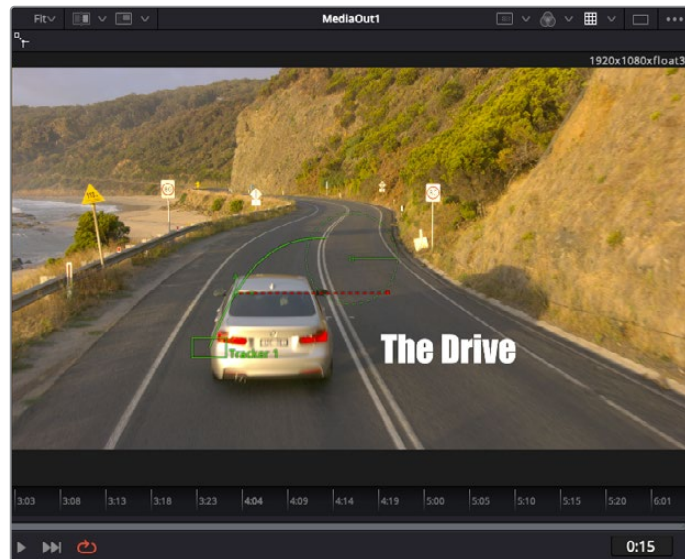 Fit
MediaOut1
1920x1080xfloat3
Tracker 1
The Drive
3:03 3:08 3:13 3:18 3:23 4:04 4:09 4:14 4:19 5:00 5:05 5:10 5:15 5:20 6:01
0:15